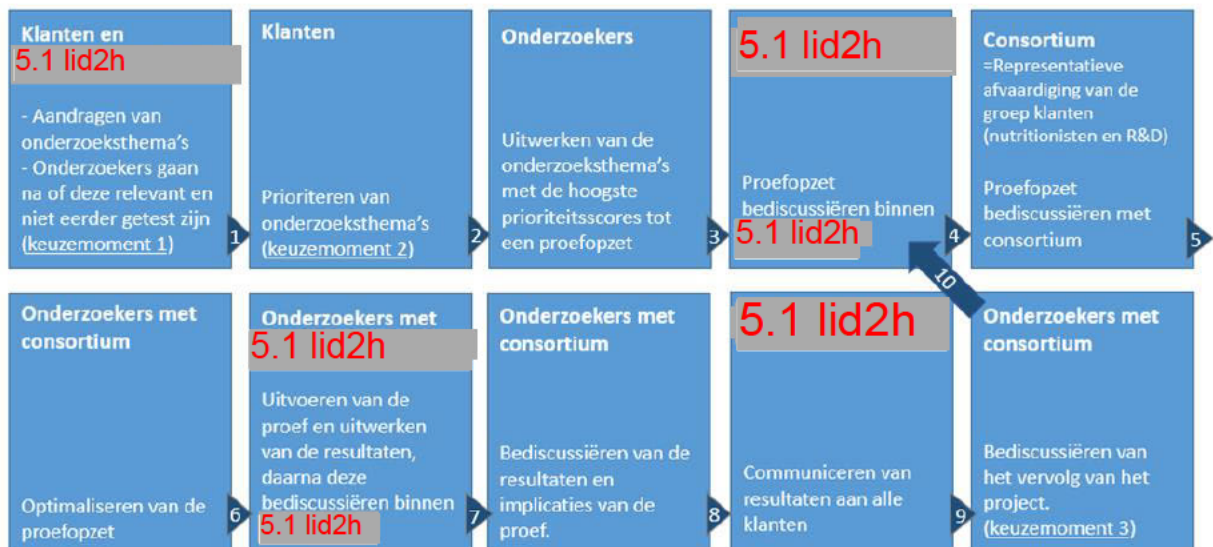 Klanten en
5.1 lid2h
- Aandragen van
onderzoeksthema's
- Onderzoekers gaan
na of deze relevant en
niet eerder getest zijn
(keuzemoment 1)
1
Klanten
Prioriteren van
onderzoeksthema's
(keuzemoment 2)
2
Onderzoekers
Uitwerken van de
onderzoeksthema's
met de hoogste
prioriteitsscores tot
een proefopzet
3
5.1 lid2h
Proefopzet
bediscussiëren binnen
5.1 lid2h
4
Consortium
=Representatieve
afvaardiging van de
groep klanten
(nutritionisten en R&D)
Proefopzet
bediscussiëren met
consortium
5
Onderzoekers met
consortium
Optimaliseren van de
proefopzet
6
Onderzoekers met
5.1 lid2h
Uitvoeren van de
proef en uitwerken
van de resultaten,
daarna deze
bediscussiëren binnen
5.1 lid2h
7
Onderzoekers met
consortium
Bediscussiëren van de
resultaten en
implicaties van de
proef.
8
5.1 lid2h
Communiceren van
resultaten aan alle
klanten
9
10
Onderzoekers met
consortium
Bediscussiëren van
het vervolg van het
project.
(keuzemoment 3)